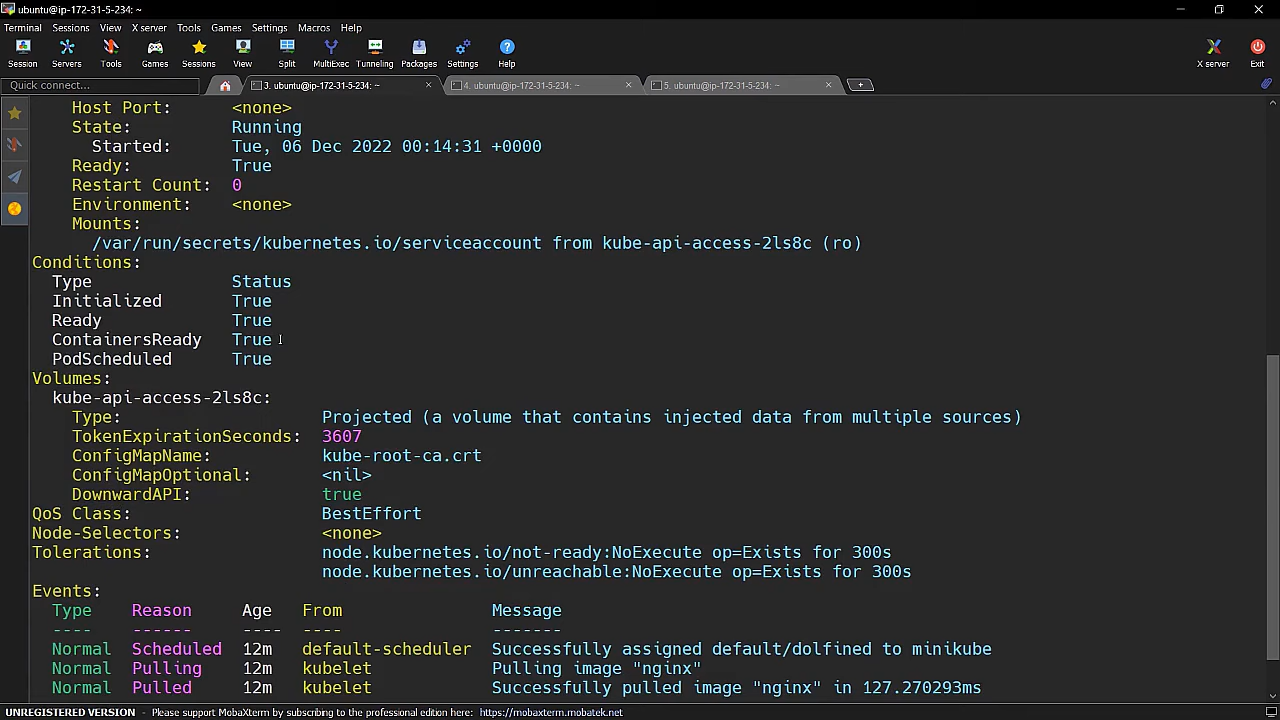 ubuntu@ip-172-31-5-234: ~
Terminal Sessions View X server Tools Games Settings Macros Help
Session Servers Tools Games Sessions View Split MultiExec Tunneling Packages Settings Help X server Exit
Quick connect... 3. ubuntu@ip-172-31-5-234: ~ 4. ubuntu@ip-172-31-5-234: ~ 5. ubuntu@ip-172-31-5-234: ~
Host Port: <none>
State: Running
Started: Tue, 06 Dec 2022 00:14:31 +0000
Ready: True
Restart Count: 0
Environment: <none>
Mounts:
/var/run/secrets/kubernetes.io/serviceaccount from kube-api-access-2ls8c (ro)
Conditions:
Type Status
Initialized True
Ready True
ContainersReady True
PodScheduled True
Volumes:
kube-api-access-2ls8c:
Type: Projected (a volume that contains injected data from multiple sources)
TokenExpirationSeconds: 3607
ConfigMapName: kube-root-ca.crt
ConfigMapOptional: <nil>
DownwardAPI: true
QoS Class: BestEffort
Node-Selectors: <none>
Tolerations: node.kubernetes.io/not-ready:NoExecute op=Exists for 300s
node.kubernetes.io/unreachable:NoExecute op=Exists for 300s
Events:
Type Reason Age From Message
---- ------ ---- ---- -------
Normal Scheduled 12m default-scheduler Successfully assigned default/dolfined to minikube
Normal Pulling 12m kubelet Pulling image "nginx"
Normal Pulled 12m kubelet Successfully pulled image "nginx" in 127.270293ms
UNREGISTERED VERSION - Please support MobaXterm by subscribing to the professional edition here: https://mobaxterm.mobatek.net